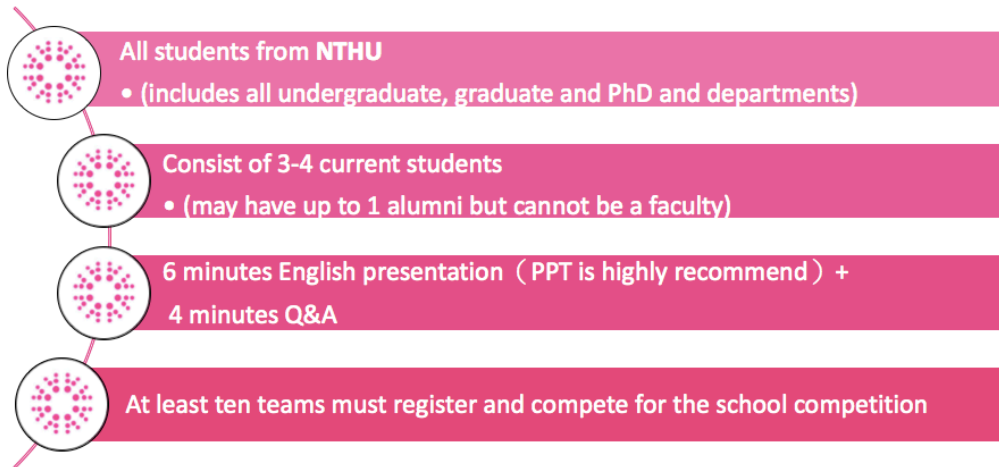 All students from NTHU
• (includes all undergraduate, graduate and PhD and departments)
Consist of 3-4 current students
• (may have up to 1 alumni but cannot be a faculty)
6 minutes English presentation（PPT is highly recommend）+
4 minutes Q&A
At least ten teams must register and compete for the school competition